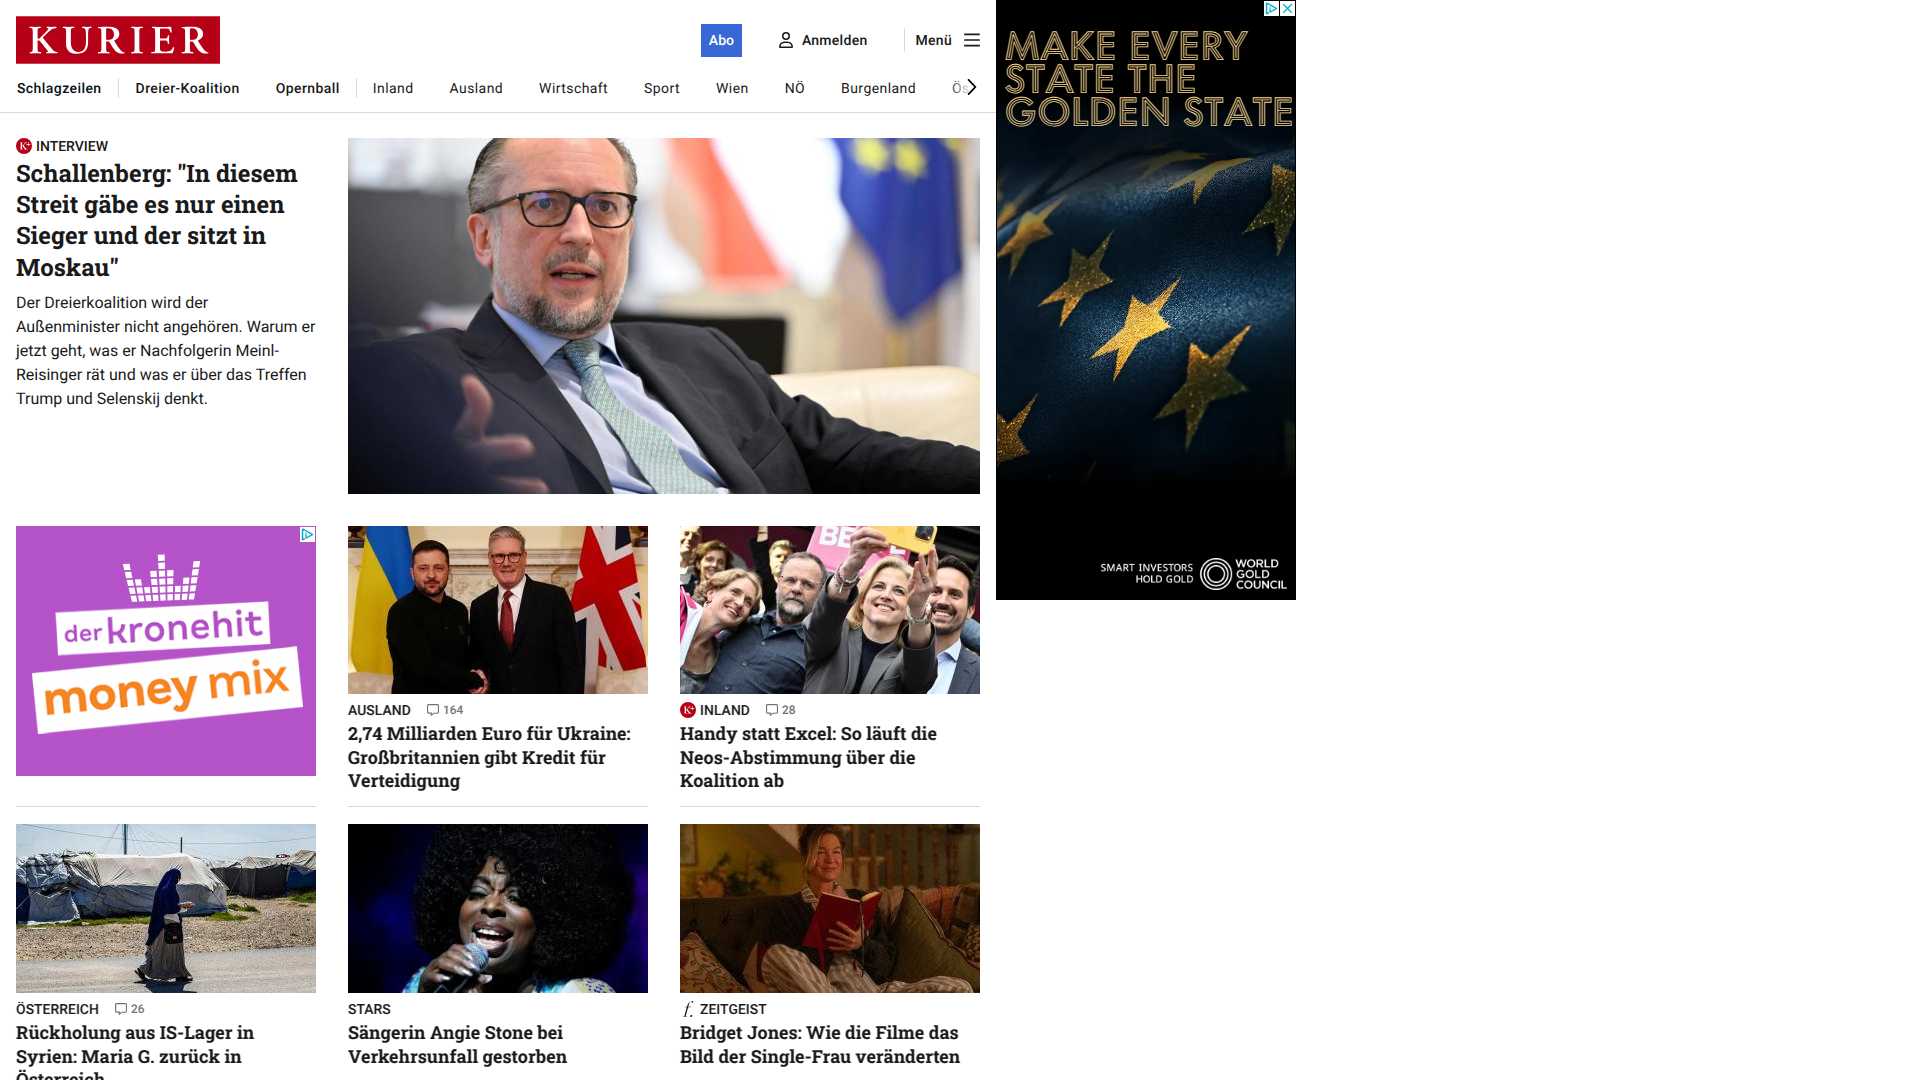 KURIER
Abo
Anmelden
Menü
Schlagzeilen
Dreier-Koalition
Opernball
Inland
Ausland
Wirtschaft
Sport
Wien
NÖ
Burgenland
MAKE EVERY
STATE THE
GOLDEN STATE
SMART INVESTORS
HOLD GOLD
WORLD
GOLD
COUNCIL
INTERVIEW
Schallenberg: "In diesem
Streit gäbe es nur einen
Sieger und der sitzt in
Moskau"
Der Dreierkoalition wird der
Außenminister nicht angehören. Warum er
jetzt geht, was er Nachfolgerin Meinl-
Reisinger rät und was er über das Treffen
Trump und Selenskij denkt.
der kronehit
money mix
AUSLAND 164
2,74 Milliarden Euro für Ukraine:
Großbritannien gibt Kredit für
Verteidigung
INLAND 28
Handy statt Excel: So läuft die
Neos-Abstimmung über die
Koalition ab
ÖSTERREICH 26
Rückholung aus IS-Lager in
Syrien: Maria G. zurück in
Österreich
STARS
Sängerin Angie Stone bei
Verkehrsunfall gestorben
f. ZEITGEIST
Bridget Jones: Wie die Filme das
Bild der Single-Frau veränderten